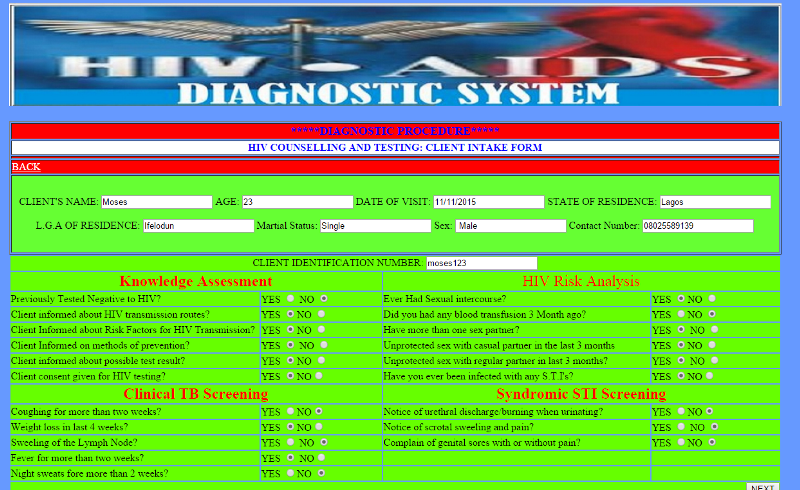 HIV • AIDS
DIAGNOSTIC SYSTEM
*****DIAGNOSTIC PROCEDURE*****
HIV COUNSELLING AND TESTING: CLIENT INTAKE FORM
BACK
CLIENT'S NAME: Moses AGE: 23 DATE OF VISIT: 11/11/2015 STATE OF RESIDENCE: Lagos
L.G.A OF RESIDENCE: Ifelodun Martial Status: Single Sex: Male Contact Number: 08025589139
CLIENT IDENTIFICATION NUMBER: moses123
Knowledge Assessment HIV Risk Analysis
Previously Tested Negative to HIV? YES NO Ever Had Sexual intercourse? YES NO
Client informed about HIV transmission routes? YES NO Did you had any blood transfusion 3 Month ago? YES NO
Client Informed about Risk Factors for HIV Transmission? YES NO Have more than one sex partner? YES NO
Client Informed on methods of prevention? YES NO Unprotected sex with casual partner in the last 3 months YES NO
Client informed about possible test result? YES NO Unprotected sex with regular partner in last 3 months? YES NO
Client consent given for HIV testing? YES NO Have you ever been infected with any S.T.I's? YES NO
Clinical TB Screening Syndromic STI Screening
Coughing for more than two weeks? YES NO Notice of urethral discharge/burning when urinating? YES NO
Weight loss in last 4 weeks? YES NO Notice of scrotal sweeling and pain? YES NO
Sweeling of the Lymph Node? YES NO Complain of genital sores with or without pain? YES NO
Fever for more than two weeks? YES NO
Night sweats fore more than 2 weeks? YES NO
NEXT